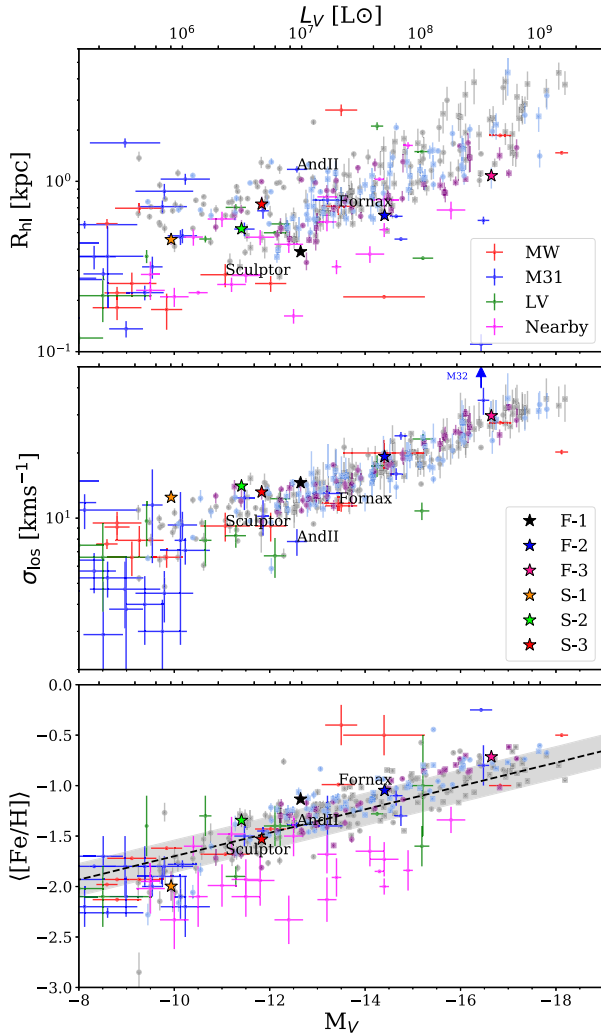 L_V [L⊙]
10^6 10^7 10^8 10^9
R_hl [kpc]
10^0
10^−1
AndII
Fornax
Sculptor
MW
M31
LV
Nearby
σ_los [kms^−1]
10^1
M32
Sculptor
Fornax
AndII
F-1
F-2
F-3
S-1
S-2
S-3
⟨[Fe/H]⟩
0.0
−0.5
−1.0
−1.5
−2.0
−2.5
−3.0
Fornax
AndII
Sculptor
−8 −10 −12 −14 −16 −18
M_V